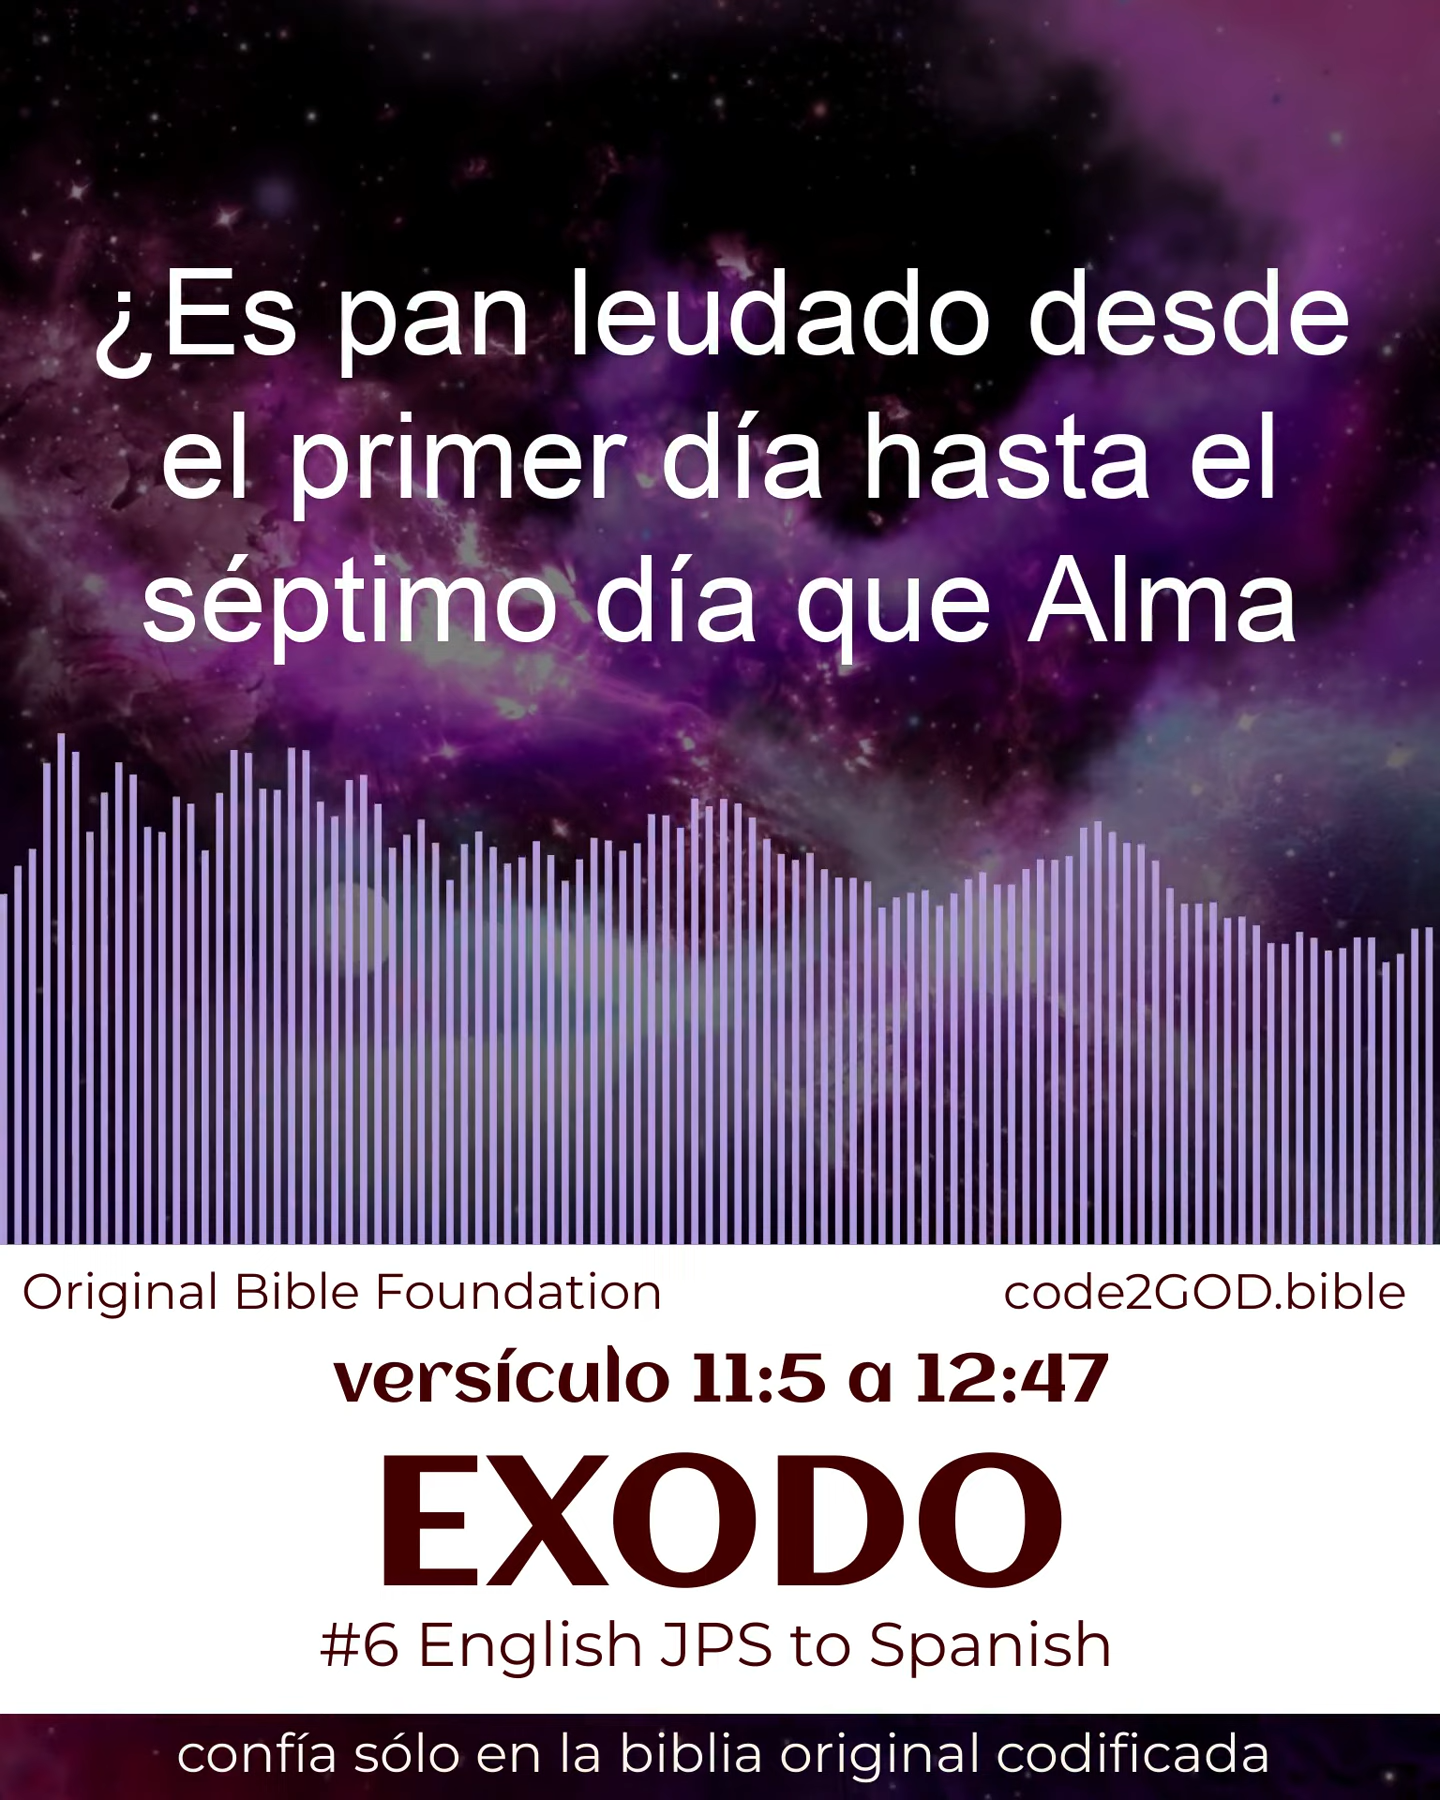 ¿Es pan leudado desde
el primer día hasta el
séptimo día que Alma
Original Bible Foundation
code2GOD.bible
versículo 11:5 a 12:47
EXODO
#6 English JPS to Spanish
confía sólo en la biblia original codificada